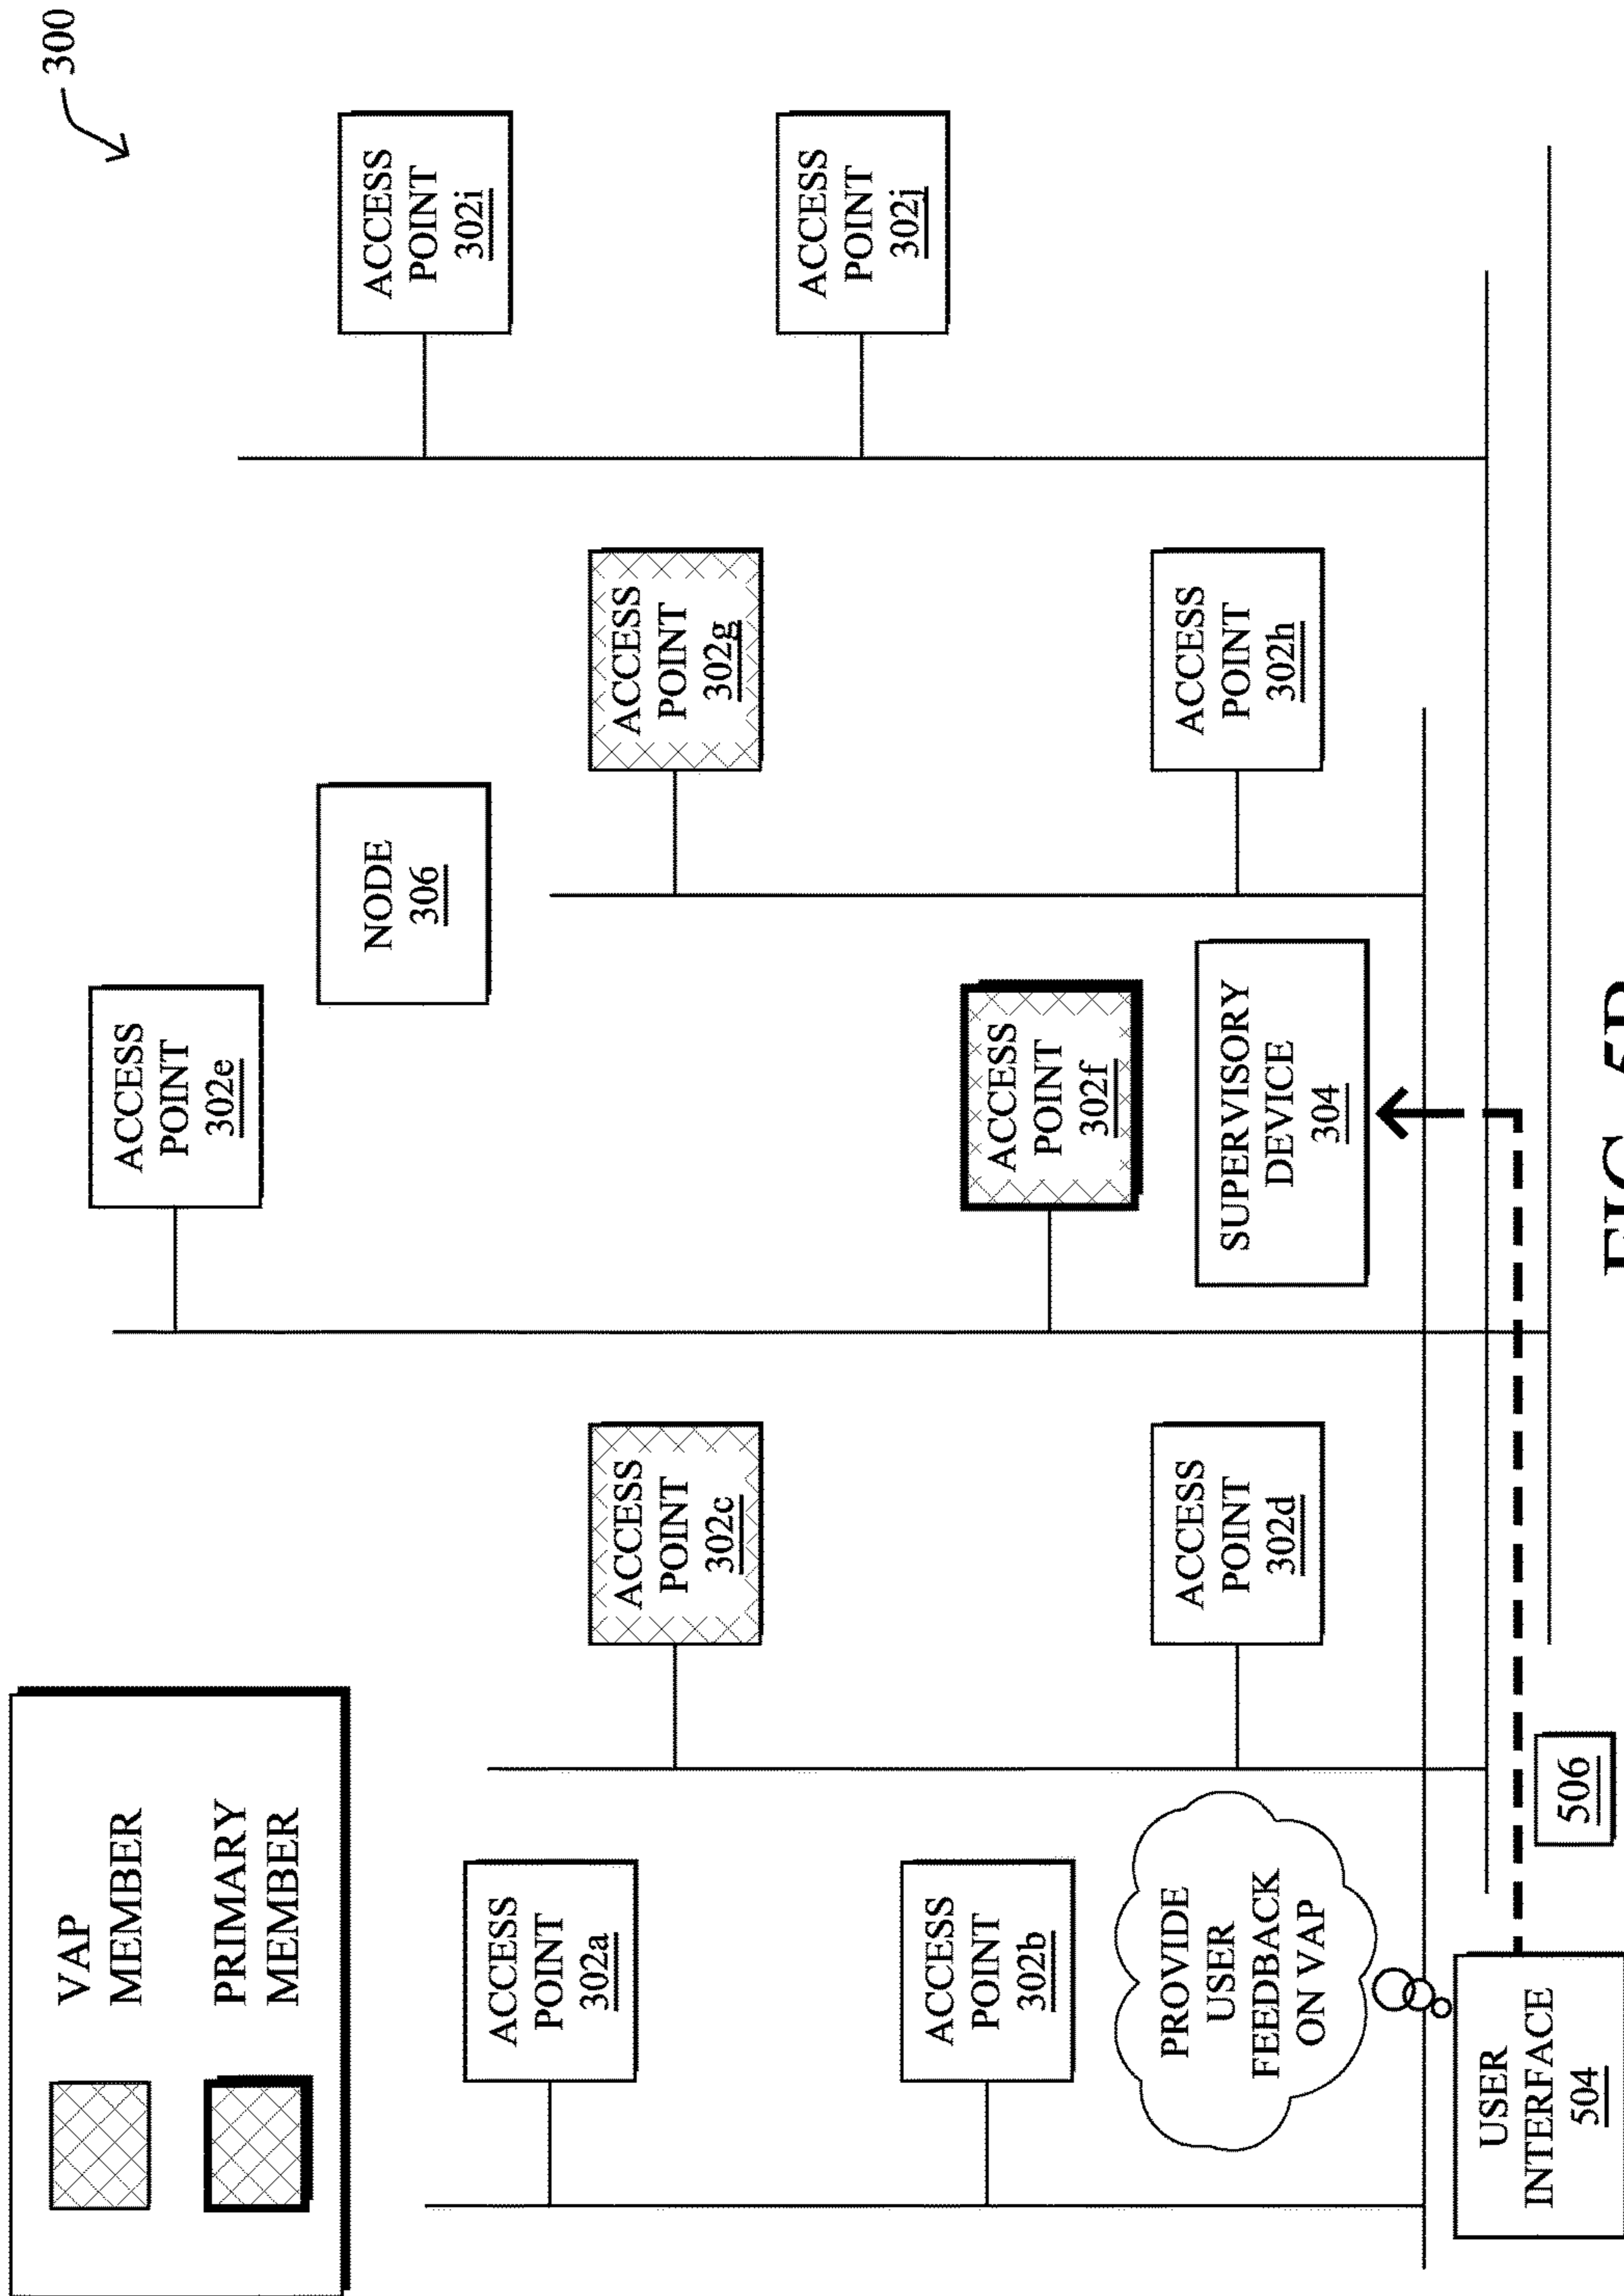 VAP
MEMBER
PRIMARY
MEMBER
300
ACCESS
POINT
302a
ACCESS
POINT
302b
ACCESS
POINT
302c
ACCESS
POINT
302d
ACCESS
POINT
302e
ACCESS
POINT
302f
NODE
306
ACCESS
POINT
302g
ACCESS
POINT
302h
ACCESS
POINT
302i
ACCESS
POINT
302j
SUPERVISORY
DEVICE
304
PROVIDE
USER
FEEDBACK
ON VAP
USER
INTERFACE
504
506
FIG